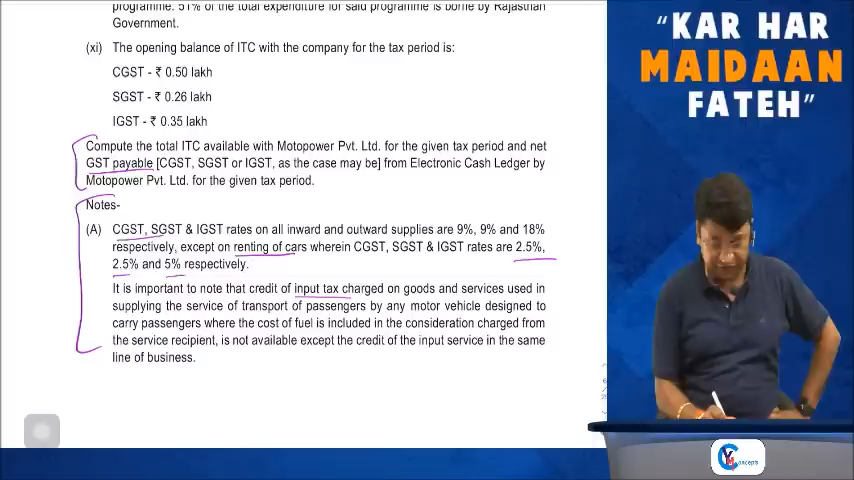 programme. 51% of the total expenditure for said programme is borne by Rajasthan
Government.
(xi) The opening balance of ITC with the company for the tax period is:
CGST - ₹ 0.50 lakh
SGST - ₹ 0.26 lakh
IGST - ₹ 0.35 lakh
Compute the total ITC available with Motopower Pvt. Ltd. for the given tax period and net
GST payable [CGST, SGST or IGST, as the case may be] from Electronic Cash Ledger by
Motopower Pvt. Ltd. for the given tax period.
Notes-
(A) CGST, SGST & IGST rates on all inward and outward supplies are 9%, 9% and 18%
respectively, except on renting of cars wherein CGST, SGST & IGST rates are 2.5%,
2.5% and 5% respectively.
It is important to note that credit of input tax charged on goods and services used in
supplying the service of transport of passengers by any motor vehicle designed to
carry passengers where the cost of fuel is included in the consideration charged from
the service recipient, is not available except the credit of the input service in the same
line of business.
"KAR HAR
MAIDAAN
FATEH"